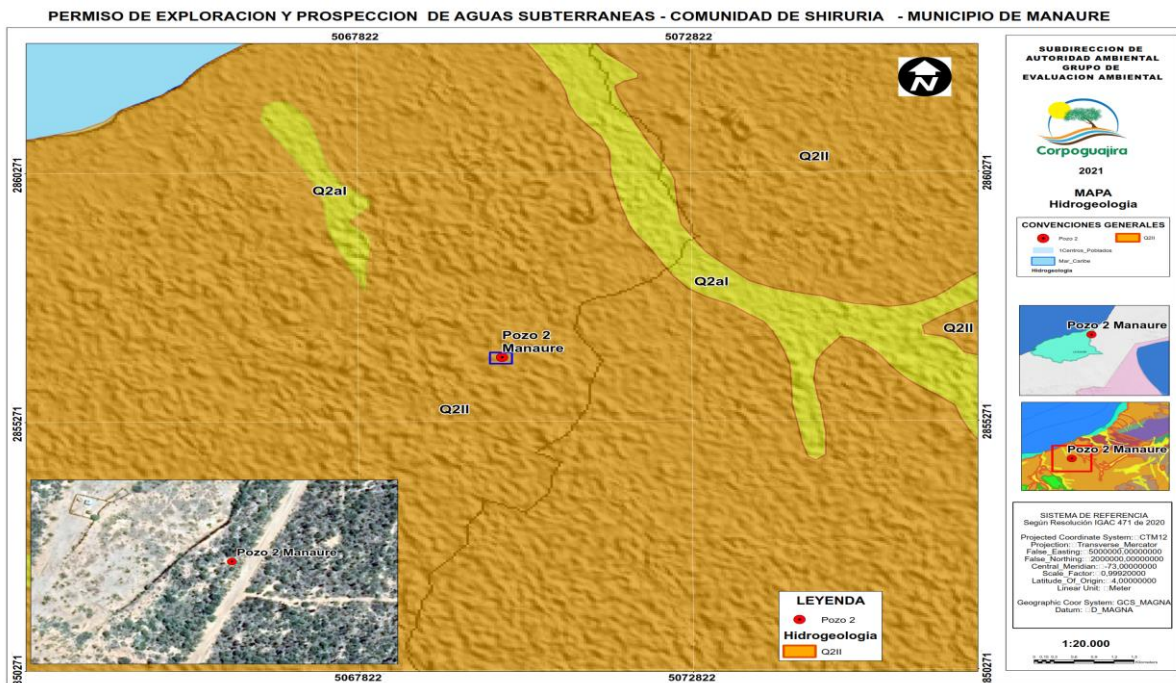 PERMISO DE EXPLORACION Y PROSPECCION DE AGUAS SUBTERRANEAS - COMUNIDAD DE SHIRURIA - MUNICIPIO DE MANAURE
5067822
5072822
2860271
2860271
2855271
2855271
2850271
2850271
5067822
5072822
N
Q2ll
Q2al
Q2al
Q2ll
Pozo 2
Manaure
Q2ll
Pozo 2 Manaure
LEYENDA
Pozo 2
Hidrogeologia
Q2ll
SUBDIRECCION DE
AUTORIDAD AMBIENTAL
GRUPO DE
EVALUACION AMBIENTAL
Corpoguajira
2021
MAPA
Hidrogeologia
CONVENCIONES GENERALES
Pozo 2
Q2ll
1Centros_Poblados
Mar_Caribe
Hidrogeologia
Pozo 2 Manaure
Pozo 2 Manaure
SISTEMA DE REFERENCIA
Según Resolución IGAC 471 de 2020
Projected Coordinate System: CTM12
Projection: Transverse_Mercator
False_Easting: 5000000,00000000
False_Northing: 2000000,00000000
Central_Meridian: -73,00000000
Scale_Factor: 0,99920000
Latitude_Of_Origin: 4,00000000
Linear Unit: Meter
Geographic Coor System: GCS_MAGNA
Datum: D_MAGNA
1:20.000